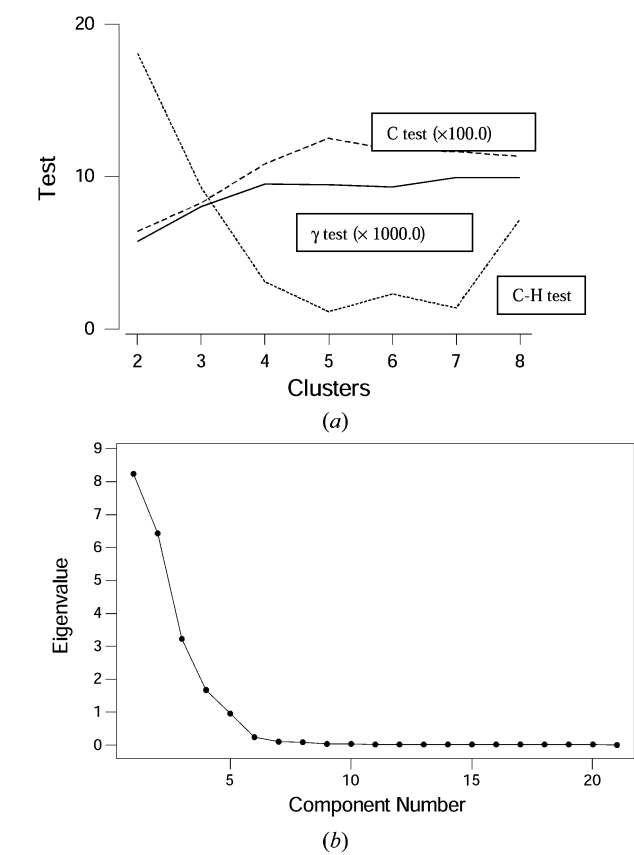 20
C test (×100.0)
Test
10
γ test (× 1000.0)
C-H test
0
2 3 4 5 6 7 8
Clusters
(a)
9
8
7
6
5
4
3
2
1
0
Eigenvalue
5 10 15 20
Component Number
(b)